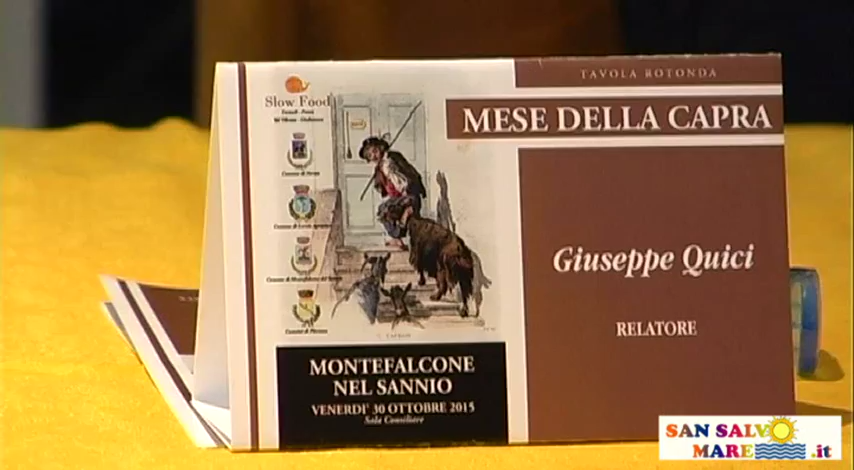 Slow Food
TAVOLA ROTONDA
MESE DELLA CAPRA
Giuseppe Quici
RELATORE
MONTEFALCONE
NEL SANNIO
VENERDI' 30 OTTOBRE 2015
Sala Consiliare
SAN SALVO
MARE .it